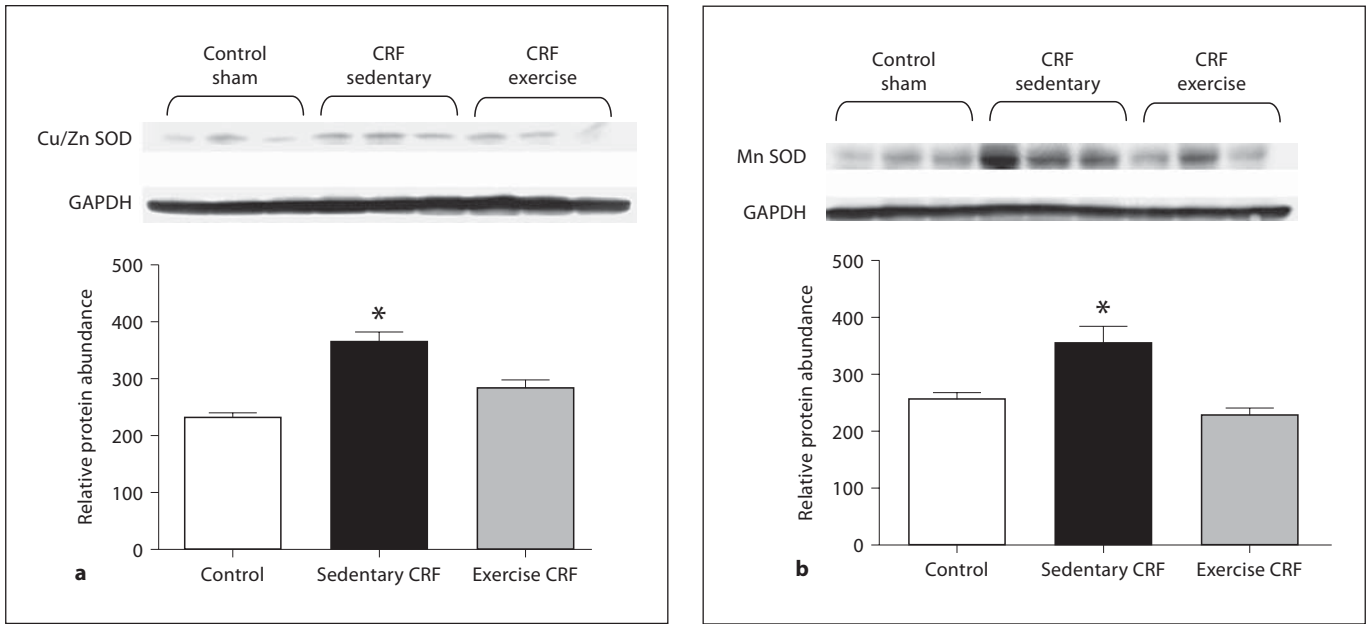 Control
sham
CRF
sedentary
CRF
exercise
Cu/Zn SOD
GAPDH
500
400
300
200
100
0
Relative protein abundance
*
Control
Sedentary CRF
Exercise CRF
a
Control
sham
CRF
sedentary
CRF
exercise
Mn SOD
GAPDH
500
400
300
200
100
0
Relative protein abundance
*
Control
Sedentary CRF
Exercise CRF
b